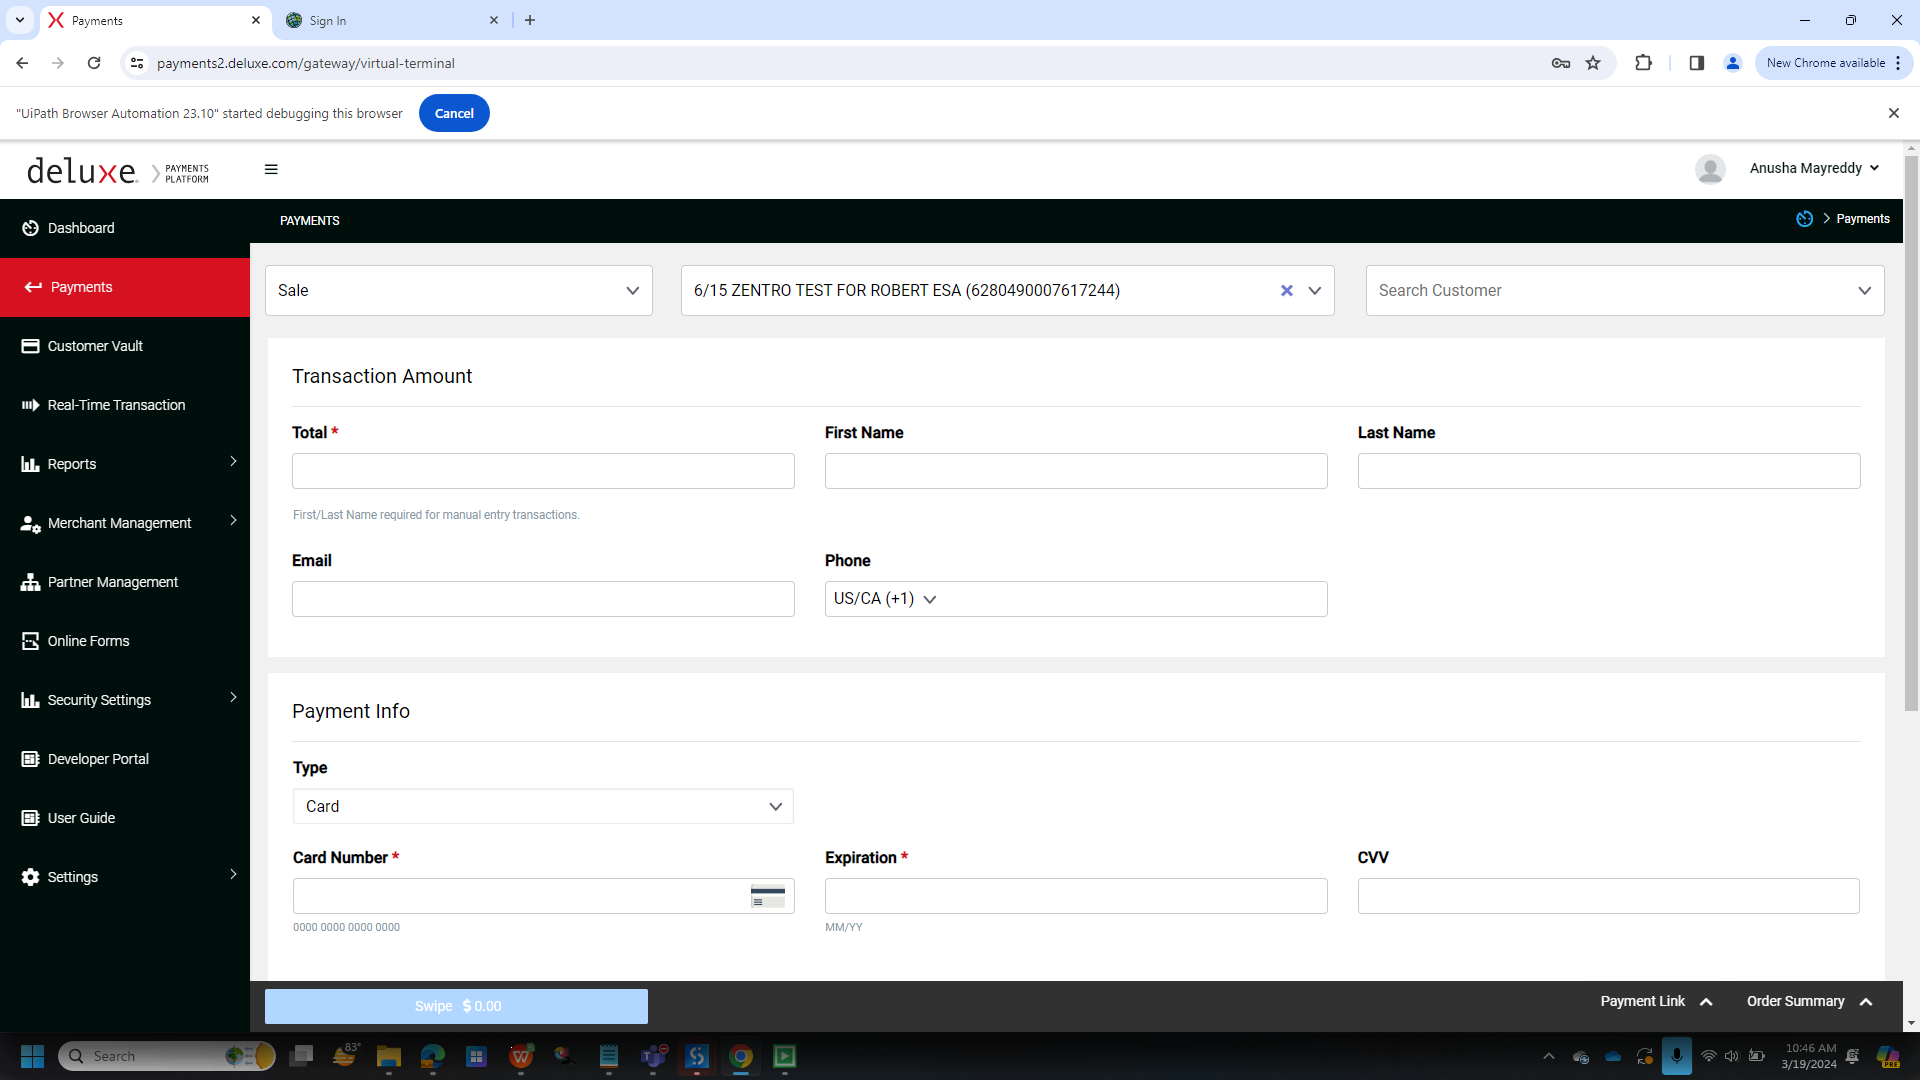 Payments
Sign In
payments2.deluxe.com/gateway/virtual-terminal
New Chrome available
"UiPath Browser Automation 23.10" started debugging this browser
Cancel
deluxe. PAYMENTS PLATFORM
Anusha Mayreddy
Dashboard
PAYMENTS
Payments
Payments
Sale
6/15 ZENTRO TEST FOR ROBERT ESA (6280490007617244)
Search Customer
Customer Vault
Transaction Amount
Real-Time Transaction
Total *
First Name
Last Name
Reports
First/Last Name required for manual entry transactions.
Merchant Management
Email
Phone
Partner Management
US/CA (+1)
Online Forms
Security Settings
Payment Info
Developer Portal
Type
Card
User Guide
Card Number *
Expiration *
CVV
Settings
0000 0000 0000 0000
MM/YY
Swipe $ 0.00
Payment Link
Order Summary
Search
83°
10:46 AM
3/19/2024
PRE